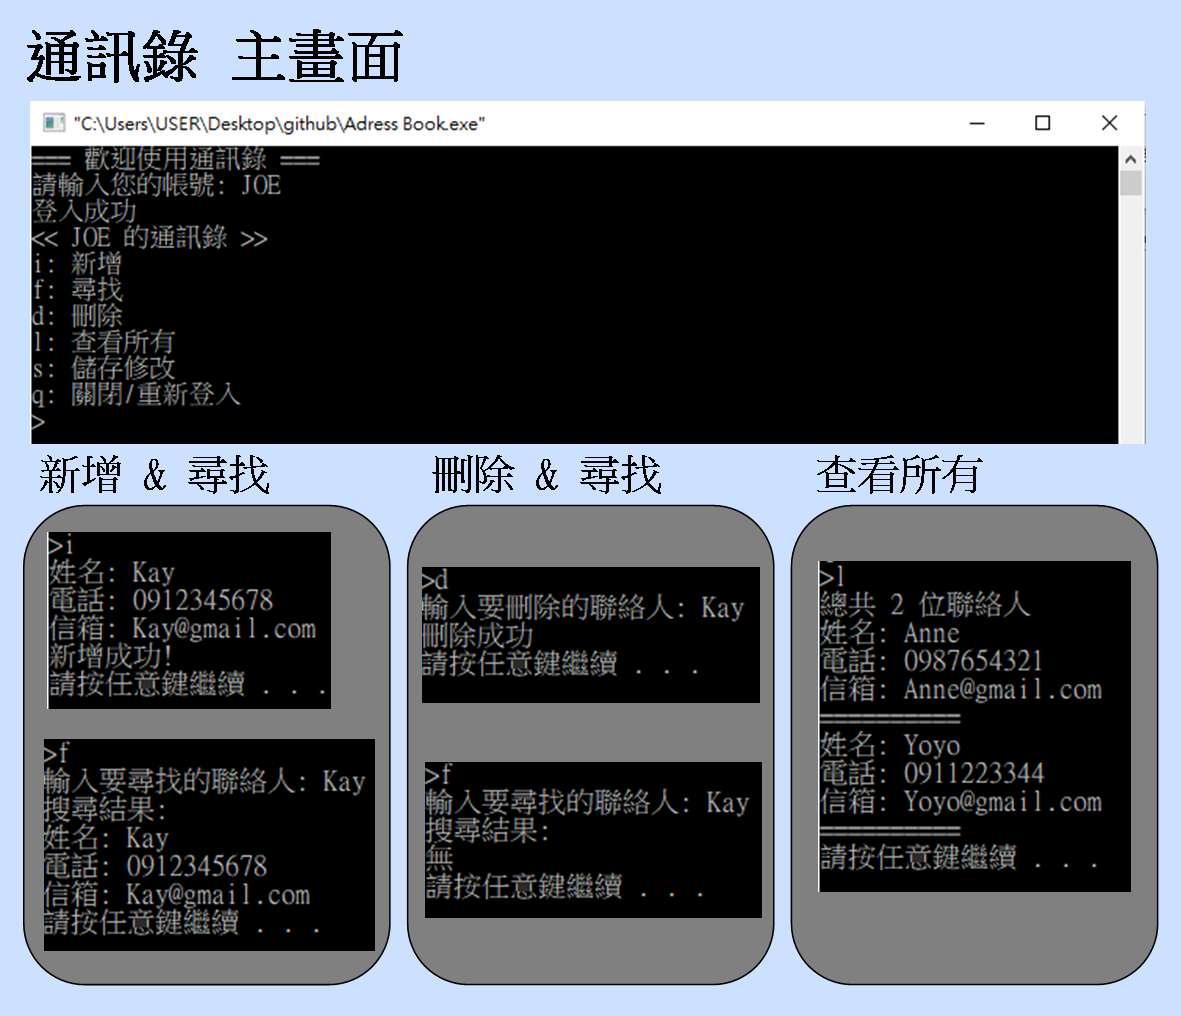 通訊錄 主畫面
"C:\Users\USER\Desktop\github\Adress Book.exe"
=== 歡迎使用通訊錄 ===
請輸入您的帳號: JOE
登入成功
<< JOE 的通訊錄 >>
i: 新增
f: 尋找
d: 刪除
l: 查看所有
s: 儲存修改
q: 關閉/重新登入
>
新增 & 尋找
>i
姓名: Kay
電話: 0912345678
信箱: Kay@gmail.com
新增成功!
請按任意鍵繼續 . . .
>f
輸入要尋找的聯絡人: Kay
搜尋結果:
姓名: Kay
電話: 0912345678
信箱: Kay@gmail.com
請按任意鍵繼續 . . .
刪除 & 尋找
>d
輸入要刪除的聯絡人: Kay
刪除成功
請按任意鍵繼續 . . .
>f
輸入要尋找的聯絡人: Kay
搜尋結果:
無
請按任意鍵繼續 . . .
查看所有
>l
總共 2 位聯絡人
姓名: Anne
電話: 0987654321
信箱: Anne@gmail.com
==========
姓名: Yoyo
電話: 0911223344
信箱: Yoyo@gmail.com
==========
請按任意鍵繼續 . . .